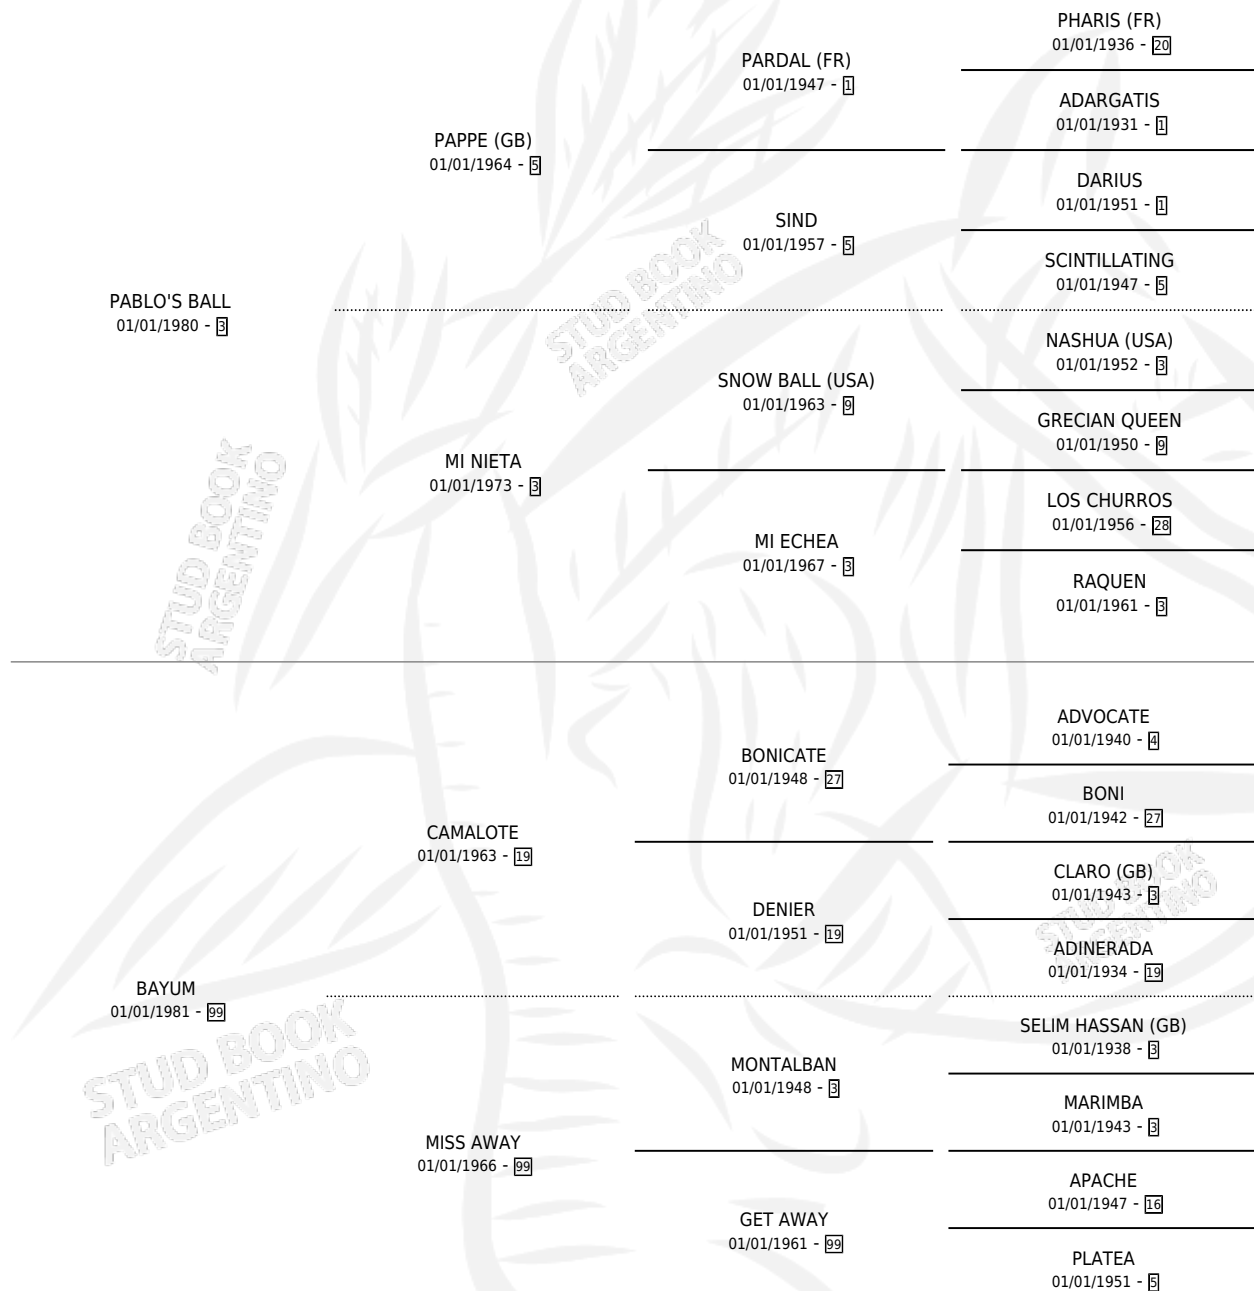 PHARIS (FR)
01/01/1936 - 20
PARDAL (FR)
01/01/1947 - 1
ADARGATIS
01/01/1931 - 1
PAPPE (GB)
01/01/1964 - 5
DARIUS
01/01/1951 - 1
SIND
01/01/1957 - 5
SCINTILLATING
01/01/1947 - 5
PABLO'S BALL
01/01/1980 - 3
NASHUA (USA)
01/01/1952 - 3
SNOW BALL (USA)
01/01/1963 - 9
GRECIAN QUEEN
01/01/1950 - 9
MI NIETA
01/01/1973 - 3
LOS CHURROS
01/01/1956 - 28
MI ECHEA
01/01/1967 - 3
RAQUEN
01/01/1961 - 3
ADVOCATE
01/01/1940 - 4
BONICATE
01/01/1948 - 27
BONI
01/01/1942 - 27
CAMALOTE
01/01/1963 - 19
CLARO (GB)
01/01/1943 - 3
DENIER
01/01/1951 - 19
ADINERADA
01/01/1934 - 19
BAYUM
01/01/1981 - 99
SELIM HASSAN (GB)
01/01/1938 - 3
MONTALBAN
01/01/1948 - 3
MARIMBA
01/01/1943 - 3
MISS AWAY
01/01/1966 - 99
APACHE
01/01/1947 - 16
GET AWAY
01/01/1961 - 99
PLATEA
01/01/1951 - 5
STUD BOOK
ARGENTINO
STUD BOOK
ARGENTINO
STUD BOOK
ARGENTINO
STUD BOOK
ARGENTINO